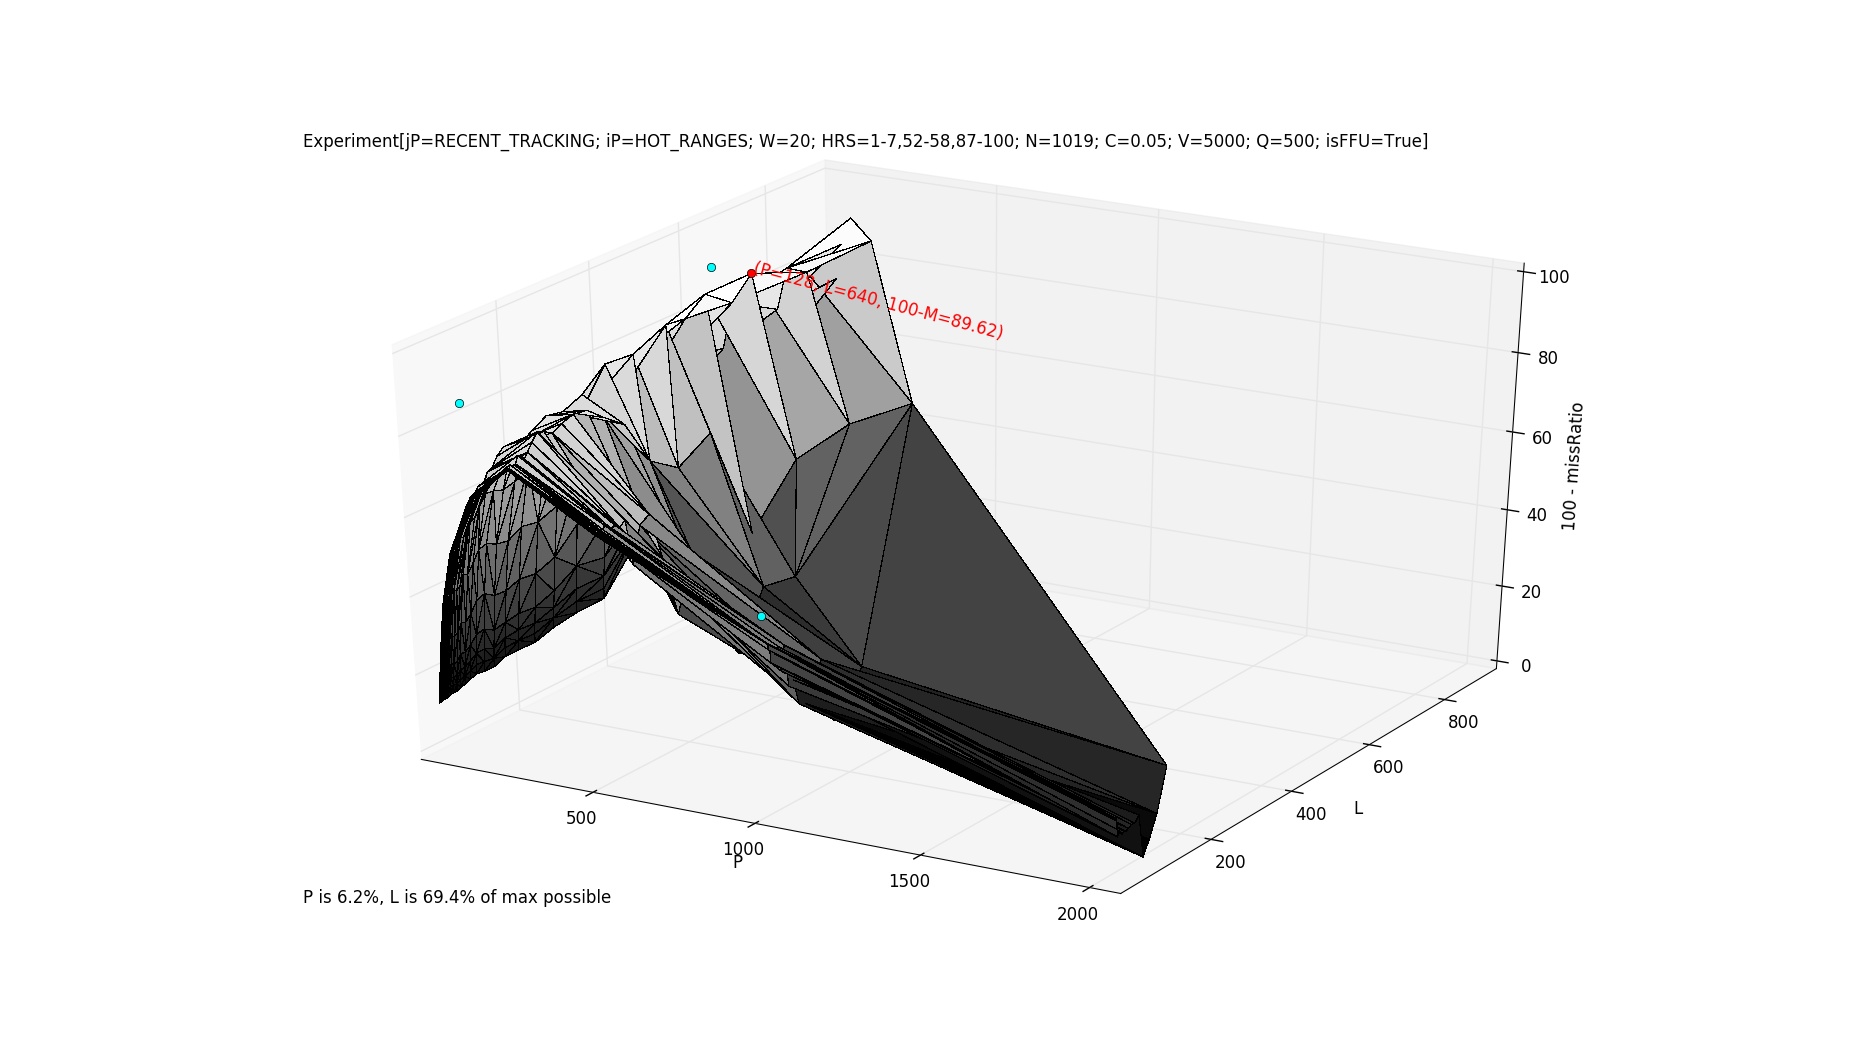 Experiment[jP=RECENT_TRACKING; iP=HOT_RANGES; W=20; HRS=1-7,52-58,87-100; N=1019; C=0.05; V=5000; Q=500; isFFU=True]
(P=128, L=640, 100-M=89.62)
100
80
60
40
20
0
100 - missRatio
800
600
400
200
L
500
1000
1500
2000
P
P is 6.2%, L is 69.4% of max possible